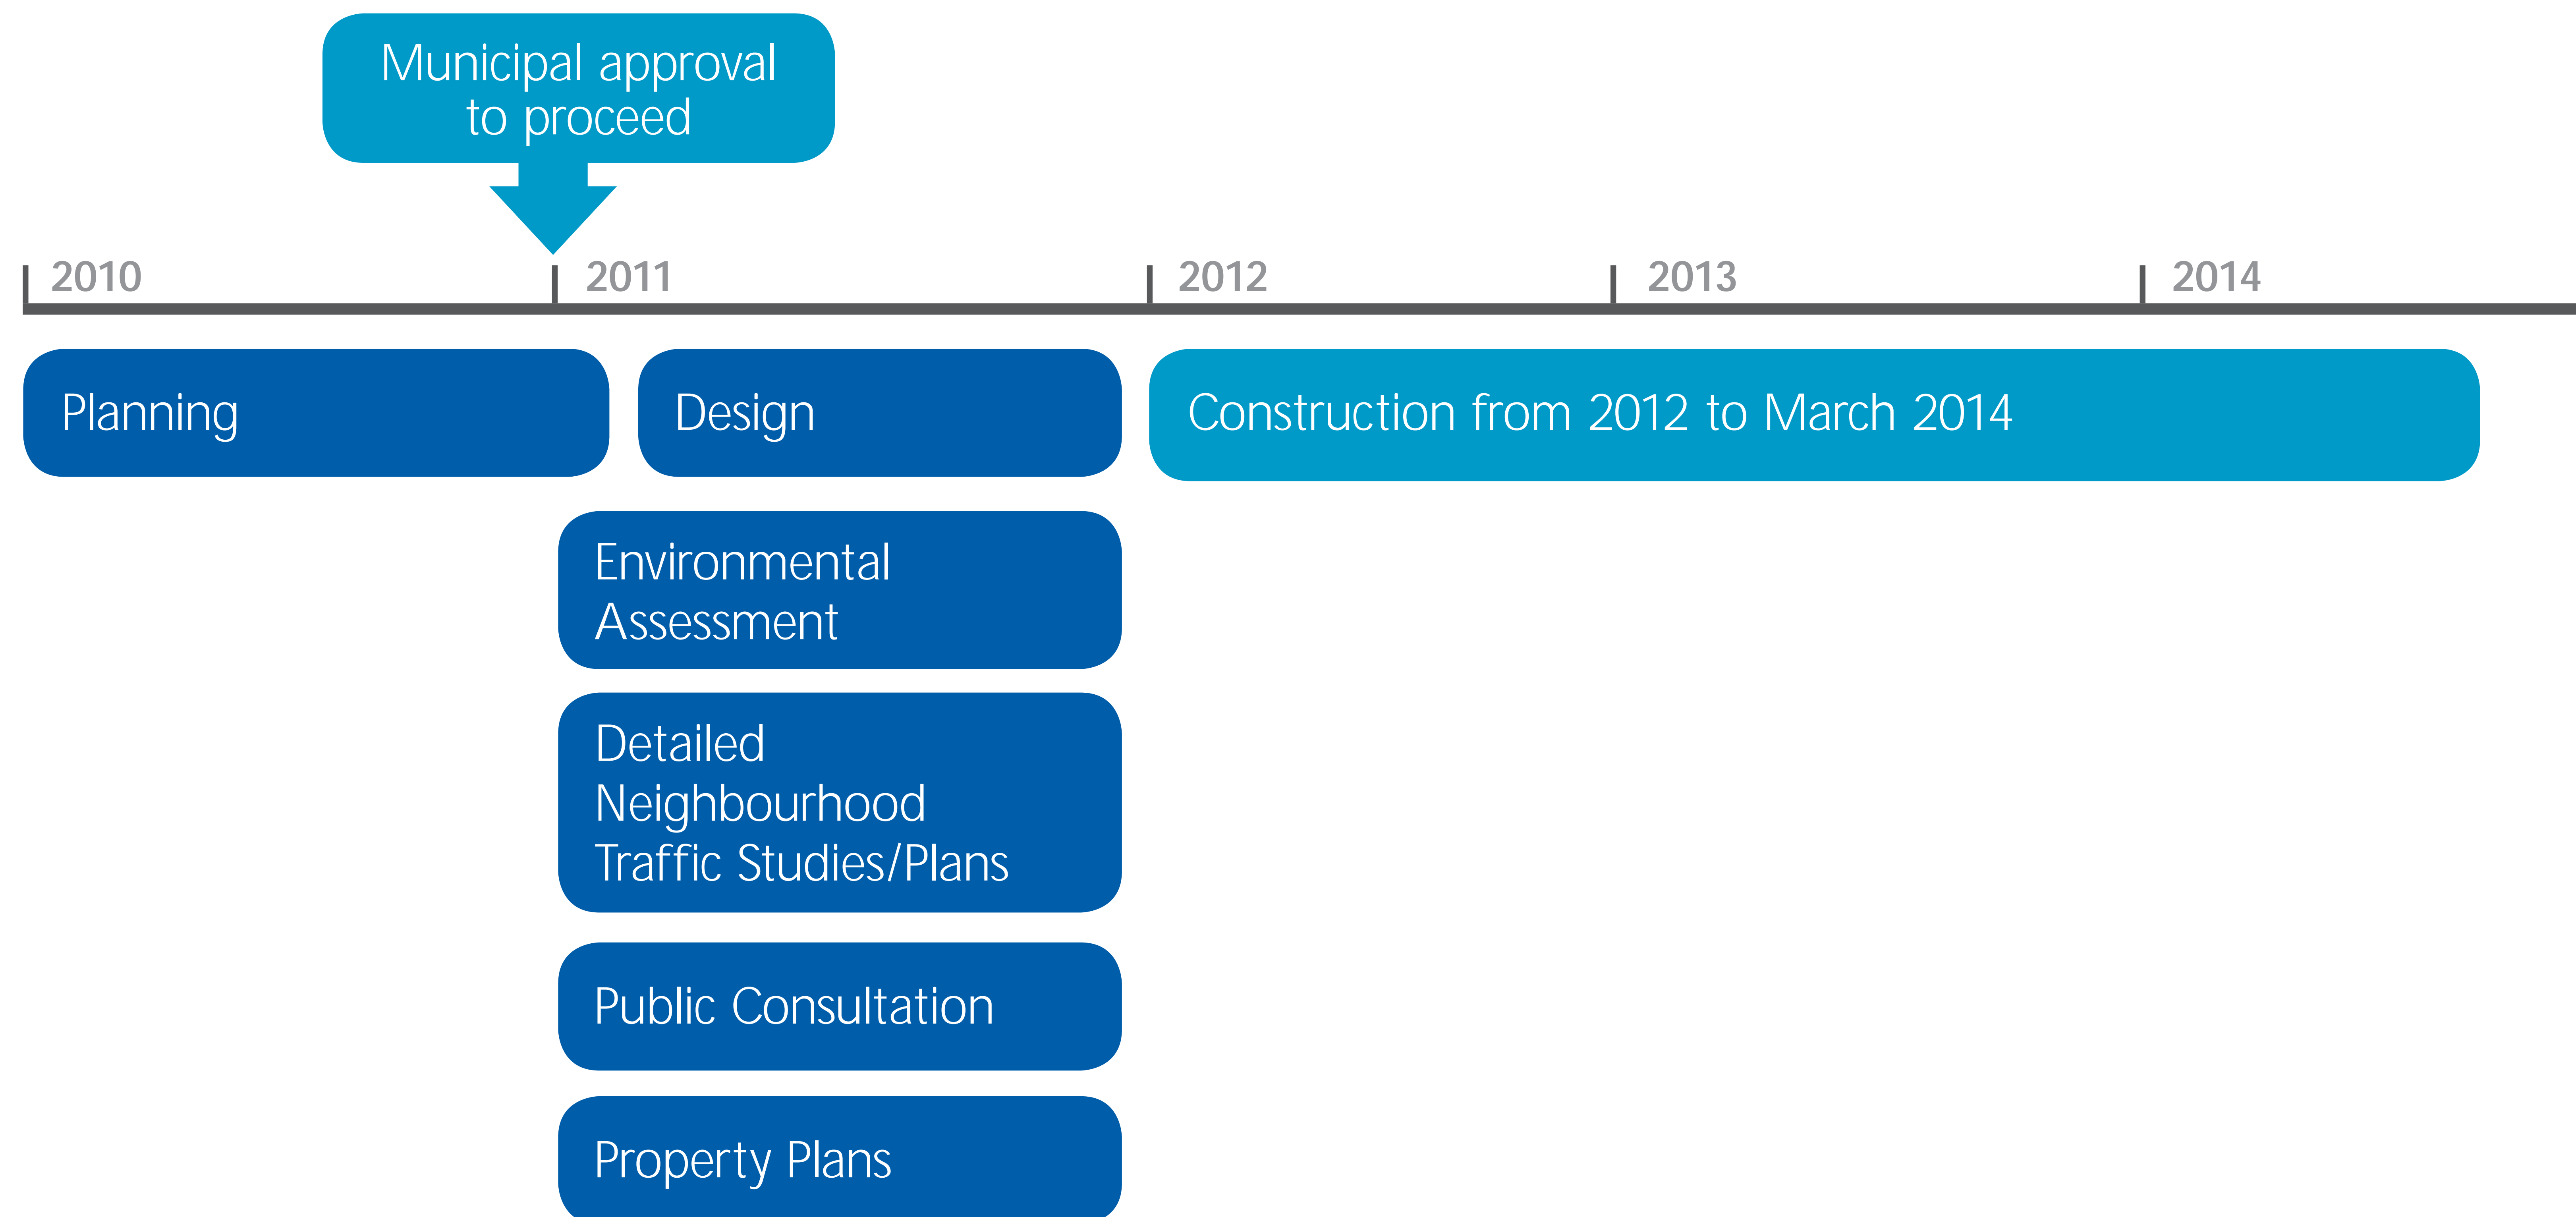 Municipal approval
to proceed
2010
2011
2012
2013
2014
Planning
Design
Construction from 2012 to March 2014
Environmental
Assessment
Detailed
Neighbourhood
Traffic Studies/Plans
Public Consultation
Property Plans